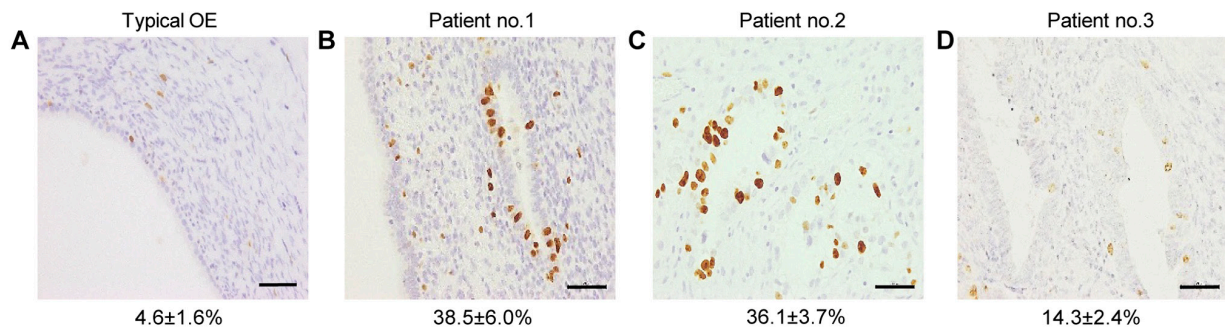 Typical OE
Patient no.1
Patient no.2
Patient no.3
A
B
C
D
4.6±1.6%
38.5±6.0%
36.1±3.7%
14.3±2.4%